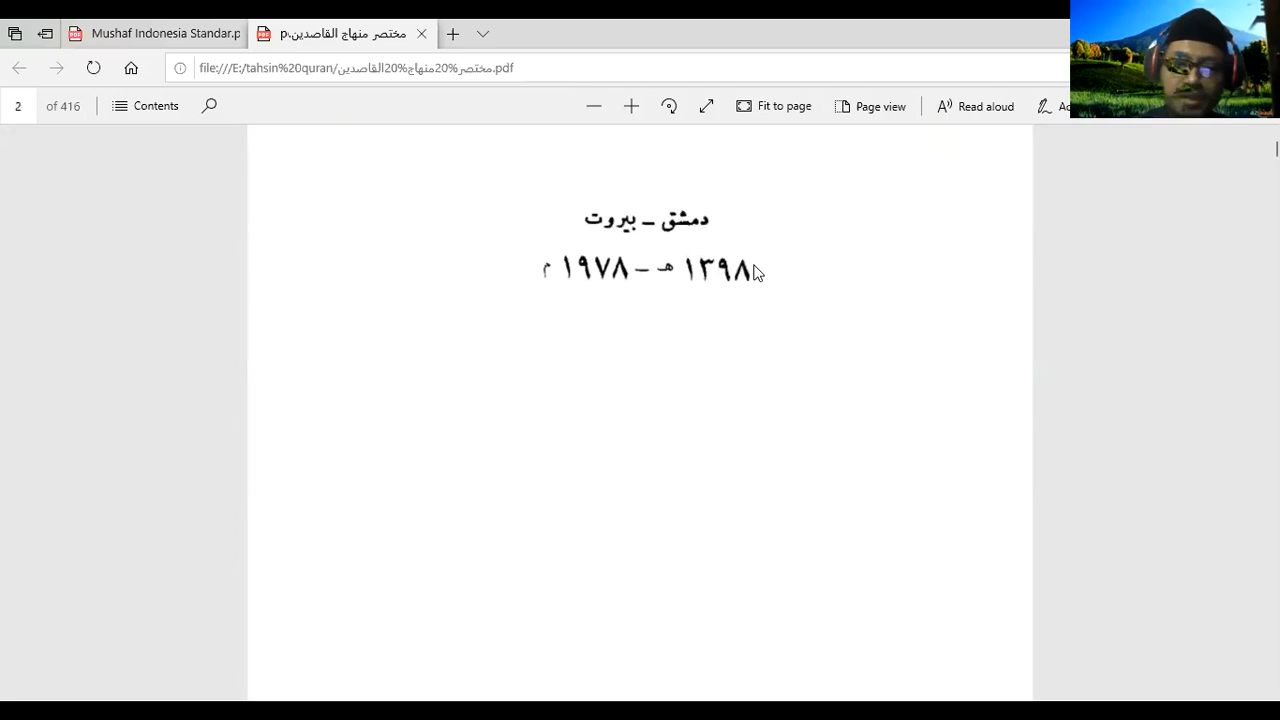 Mushaf Indonesia Standar.p
مختصر منهاج القاصدين.p
file:///E:/tahsin%20quran/مختصر%20منهاج%20القاصدين.pdf
2 of 416
Contents
Fit to page
Page view
Read aloud
دمشق – بيروت
١٣٩٨ هـ – ١٩٧٨ م